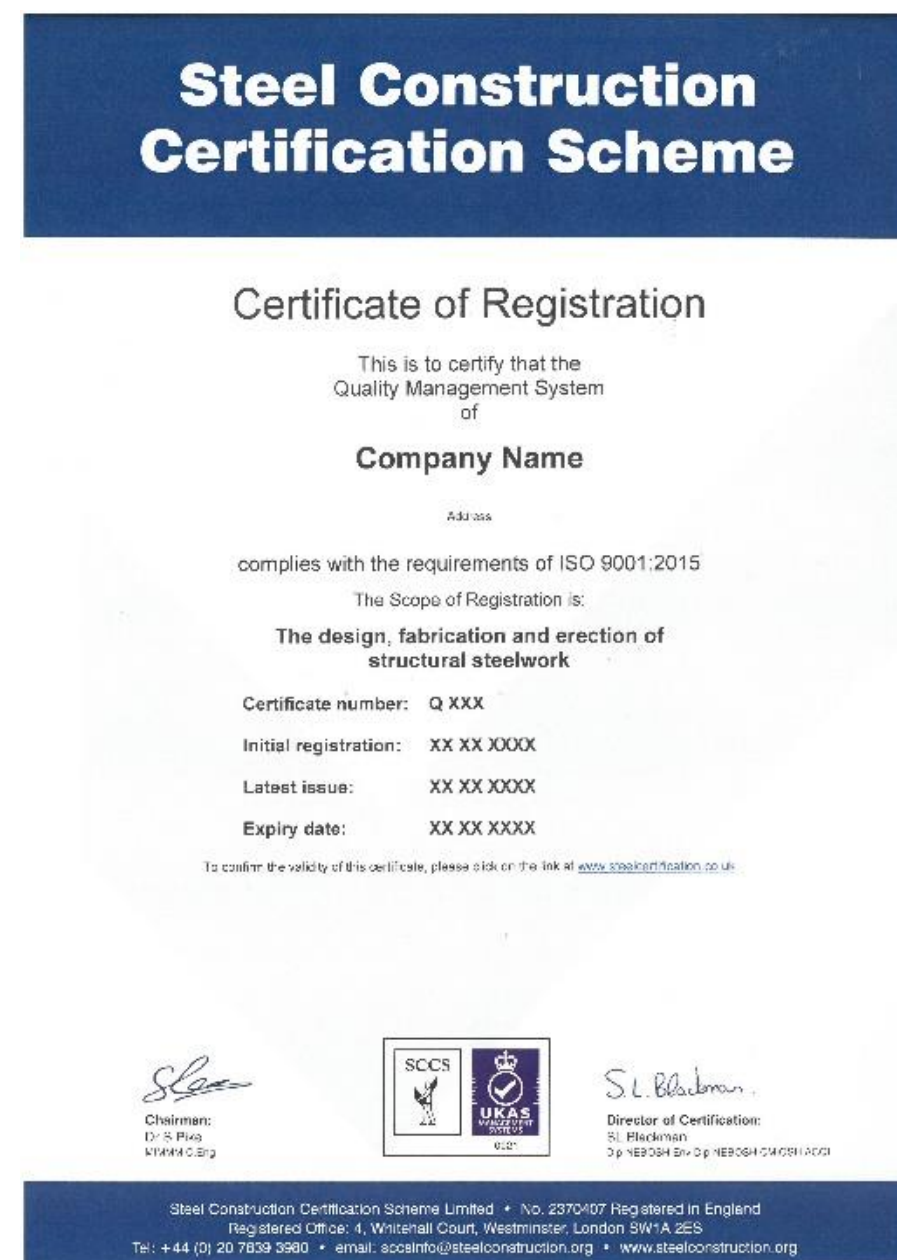 Steel Construction
Certification Scheme
Certificate of Registration
This is to certify that the
Quality Management System
of
Company Name
Address
complies with the requirements of ISO 9001:2015
The Scope of Registration is:
The design, fabrication and erection of
structural steelwork
Certificate number: Q XXX
Initial registration: XX XX XXXX
Latest issue: XX XX XXXX
Expiry date: XX XX XXXX
To confirm the validity of this certificate, please click on the link at www.steelcertification.co.uk
SCCS
UKAS
MANAGEMENT
SYSTEMS
S.L. Blackman.
Chairman:
Dr S Pike
MIMMM C.Eng
Director of Certification:
SL Blackman
Steel Construction Certification Scheme Limited • No. 2370407 Registered in England
Registered Office: 4, Whitehall Court, Westminster, London SW1A 2ES
Tel: +44 (0) 20 7839 3980 • email: sccsinfo@steelconstruction.org • www.steelconstruction.org